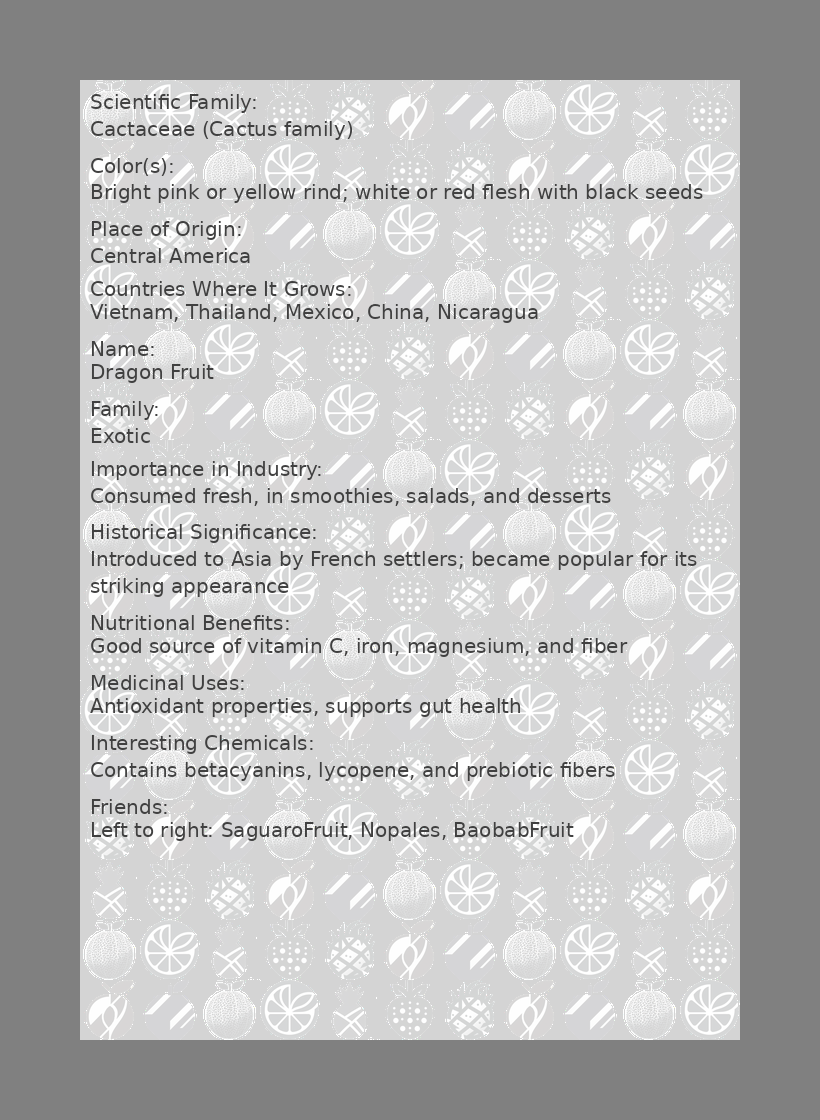 Scientific Family:
Cactaceae (Cactus family)
Color(s):
Bright pink or yellow rind; white or red flesh with black seeds
Place of Origin:
Central America
Countries Where It Grows:
Vietnam, Thailand, Mexico, China, Nicaragua
Name:
Dragon Fruit
Family:
Exotic
Importance in Industry:
Consumed fresh, in smoothies, salads, and desserts
Historical Significance:
Introduced to Asia by French settlers; became popular for its
striking appearance
Nutritional Benefits:
Good source of vitamin C, iron, magnesium, and fiber
Medicinal Uses:
Antioxidant properties, supports gut health
Interesting Chemicals:
Contains betacyanins, lycopene, and prebiotic fibers
Friends:
Left to right: SaguaroFruit, Nopales, BaobabFruit